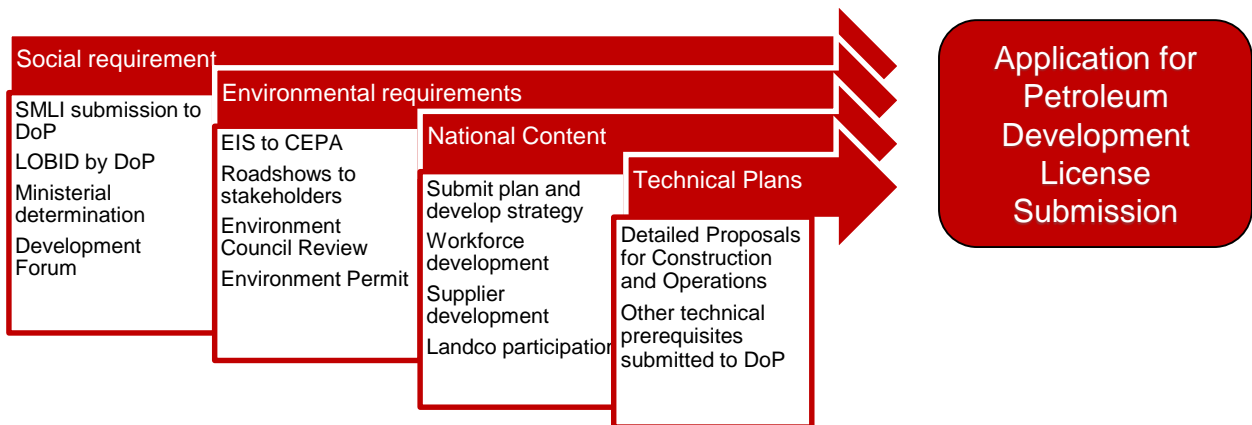 Social requirement
SMLI submission to
DoP
LOBID by DoP
Ministerial
determination
Development
Forum
Environmental requirements
EIS to CEPA
Roadshows to
stakeholders
Environment
Council Review
Environment Permit
National Content
Submit plan and
develop strategy
Workforce
development
Supplier
development
Landco participation
Technical Plans
Detailed Proposals
for Construction
and Operations
Other technical
prerequisites
submitted to DoP
Application for
Petroleum
Development
License
Submission